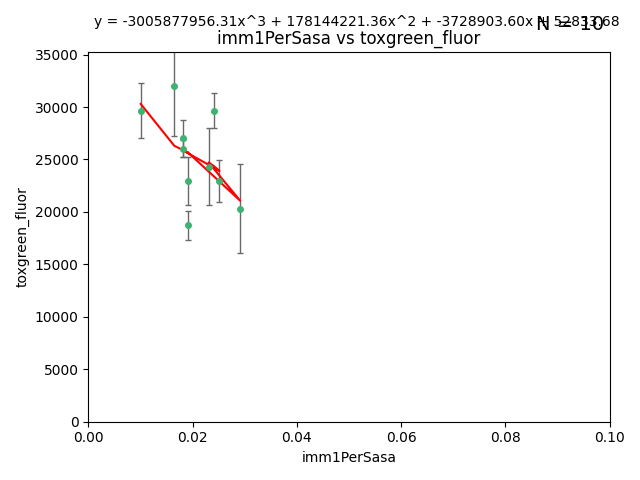 y = -3005877956.31x^3 + 178144221.36x^2 + -3728903.60x + 52833.68
N = 10
imm1PerSasa vs toxgreen_fluor
35000
30000
25000
20000
15000
10000
5000
0
toxgreen_fluor
0.00 0.02 0.04 0.06 0.08 0.10
imm1PerSasa